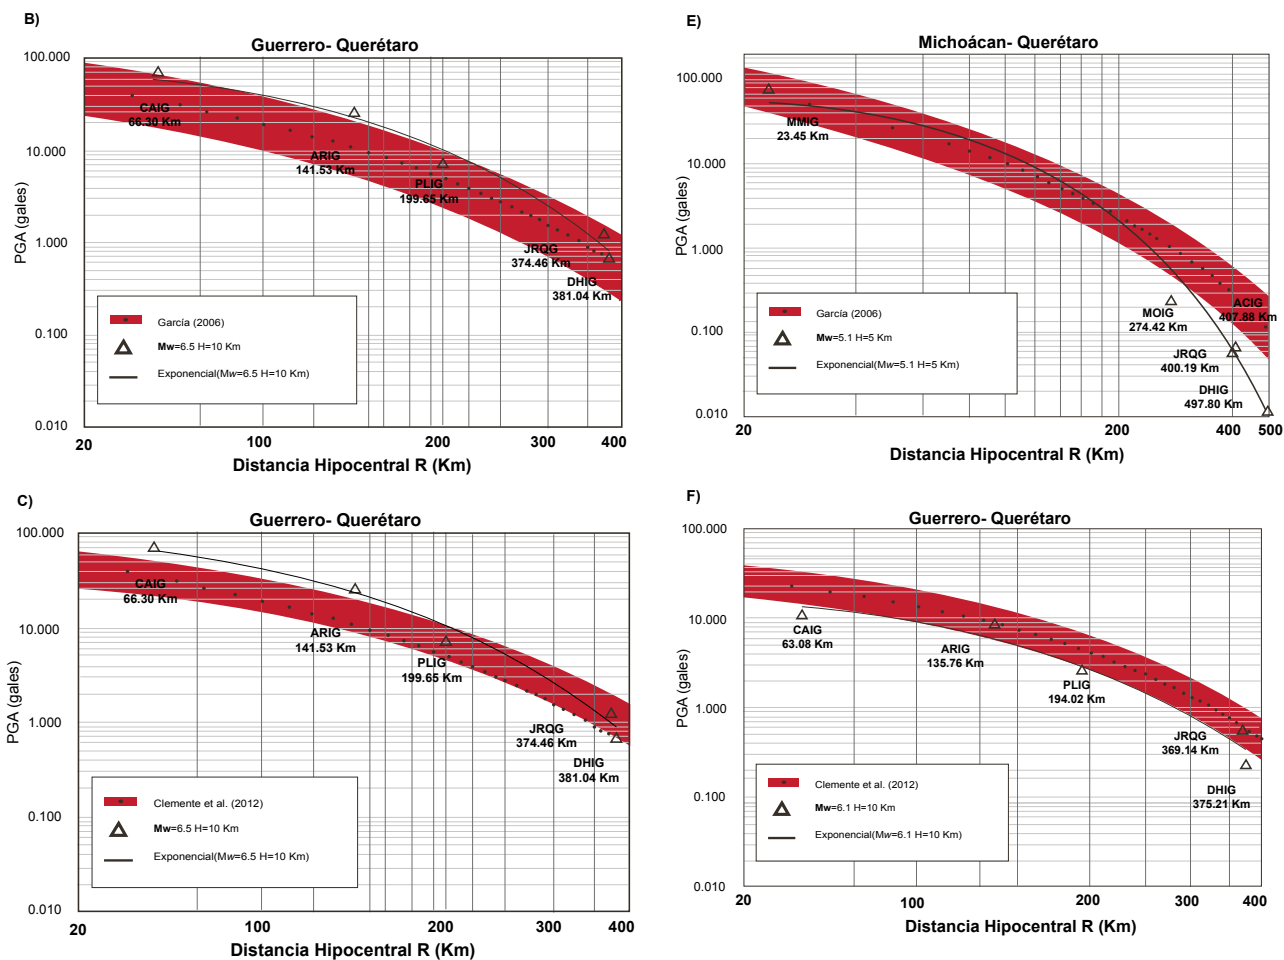 B)
Guerrero- Querétaro
100.000
10.000
1.000
0.100
0.010
PGA (gales)
CAIG
66.30 Km
ARIG
141.53 Km
PLIG
199.65 Km
JRQG
374.46 Km
DHIG
381.04 Km
García (2006)
Mw=6.5 H=10 Km
Exponencial(Mw=6.5 H=10 Km)
20
100
200
300
400
Distancia Hipocentral R (Km)
E)
Michoácan- Querétaro
100.000
10.000
1.000
0.100
0.010
PGA (gales)
MMIG
23.45 Km
MOIG
274.42 Km
ACIG
407.88 Km
JRQG
400.19 Km
DHIG
497.80 Km
García (2006)
Mw=5.1 H=5 Km
Exponencial(Mw=5.1 H=5 Km)
20
200
400
500
Distancia Hipocentral R (Km)
C)
Guerrero- Querétaro
100.000
10.000
1.000
0.100
0.010
PGA (gales)
CAIG
66.30 Km
ARIG
141.53 Km
PLIG
199.65 Km
JRQG
374.46 Km
DHIG
381.04 Km
Clemente et al. (2012)
Mw=6.5 H=10 Km
Exponencial(Mw=6.5 H=10 Km)
20
100
200
300
400
Distancia Hipocentral R (Km)
F)
Guerrero- Querétaro
100.000
10.000
1.000
0.100
0.010
PGA (gales)
CAIG
63.08 Km
ARIG
135.76 Km
PLIG
194.02 Km
JRQG
369.14 Km
DHIG
375.21 Km
Clemente et al. (2012)
Mw=6.1 H=10 Km
Exponencial(Mw=6.1 H=10 Km)
20
100
200
300
400
Distancia Hipocentral R (Km)